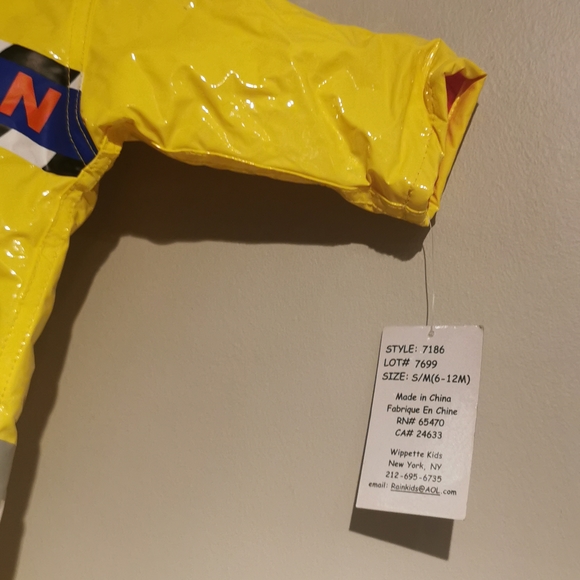 N
STYLE: 7186
LOT# 7699
SIZE: S/M(6-12M)
Made in China
Fabrique En Chine
RN# 65470
CA# 24633
Wippette Kids
New York, NY
212-695-6735
email: Rainkids@AOL.com